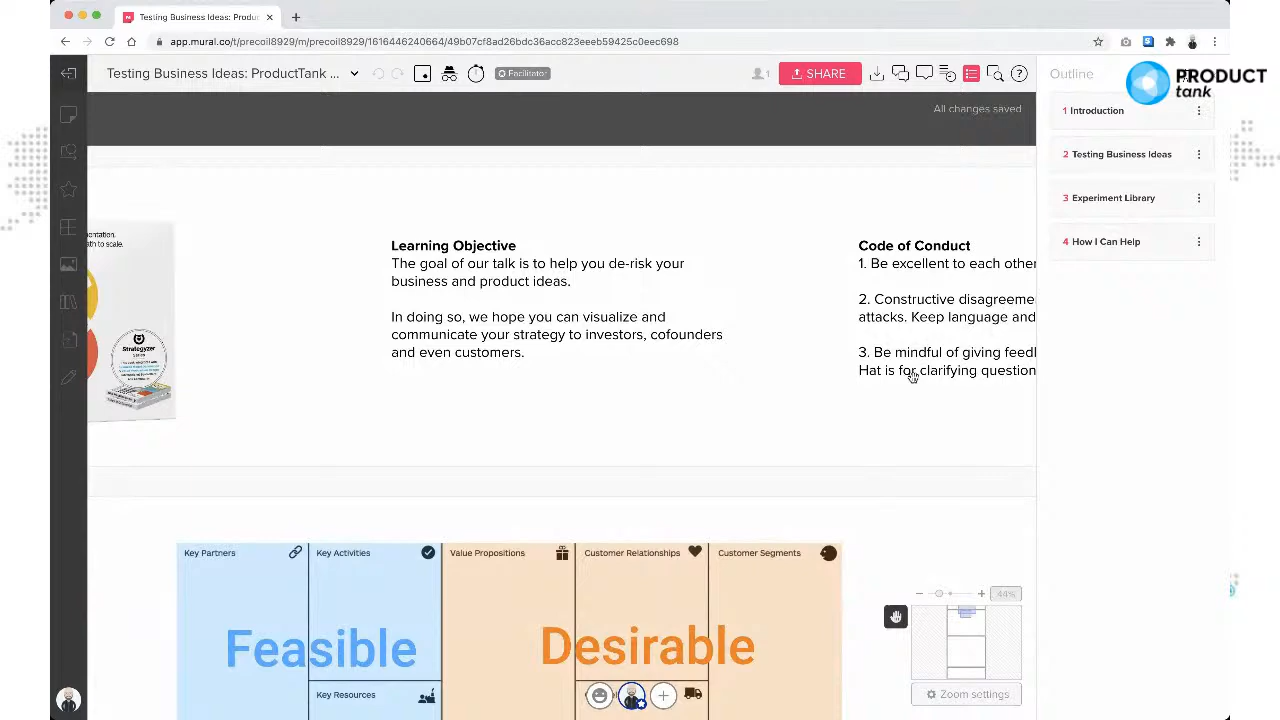 Testing Business Ideas: Produ
app.mural.co/t/precoil8929/m/precoil8929/1616446240664/49b07cf8ad26bdc36acc823eeeb59425c0eec698
Testing Business Ideas: ProductTank ...
Facilitator
1
SHARE
Outline
PRODUCT
tank
All changes saved
1 Introduction
2 Testing Business Ideas
3 Experiment Library
4 How I Can Help
Learning Objective
The goal of our talk is to help you de-risk your
business and product ideas.
In doing so, we hope you can visualize and
communicate your strategy to investors, cofounders
and even customers.
Code of Conduct
1. Be excellent to each other
2. Constructive disagreeme
attacks. Keep language and
3. Be mindful of giving feedl
Hat is for clarifying question
Strategyzer
Key Partners
Key Activities
Value Propositions
Customer Relationships
Customer Segments
Feasible
Desirable
Key Resources
44%
Zoom settings